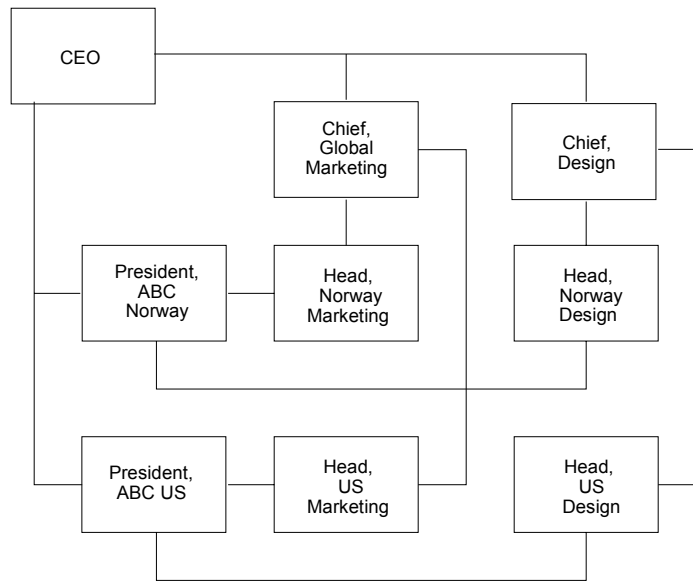 CEO
Chief,
Global
Marketing
Chief,
Design
President,
ABC
Norway
Head,
Norway
Marketing
Head,
Norway
Design
President,
ABC US
Head,
US
Marketing
Head,
US
Design